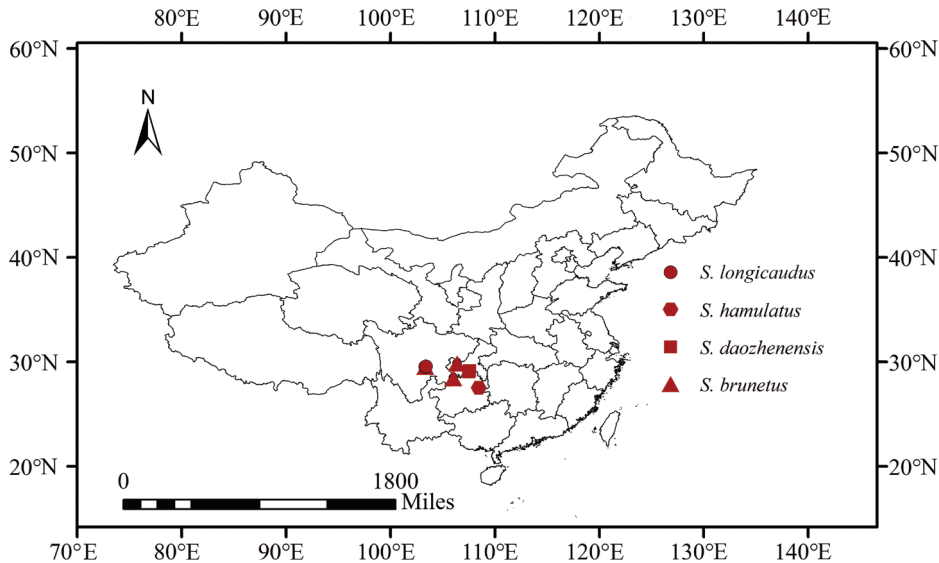 80°E 90°E 100°E 110°E 120°E 130°E 140°E
60°N 60°N
N
50°N 50°N
40°N 40°N
S. longicaudus
S. hamulatus
S. daozhenensis
30°N 30°N
S. brunetus
20°N 20°N
0 1800
Miles
70°E 80°E 90°E 100°E 110°E 120°E 130°E 140°E